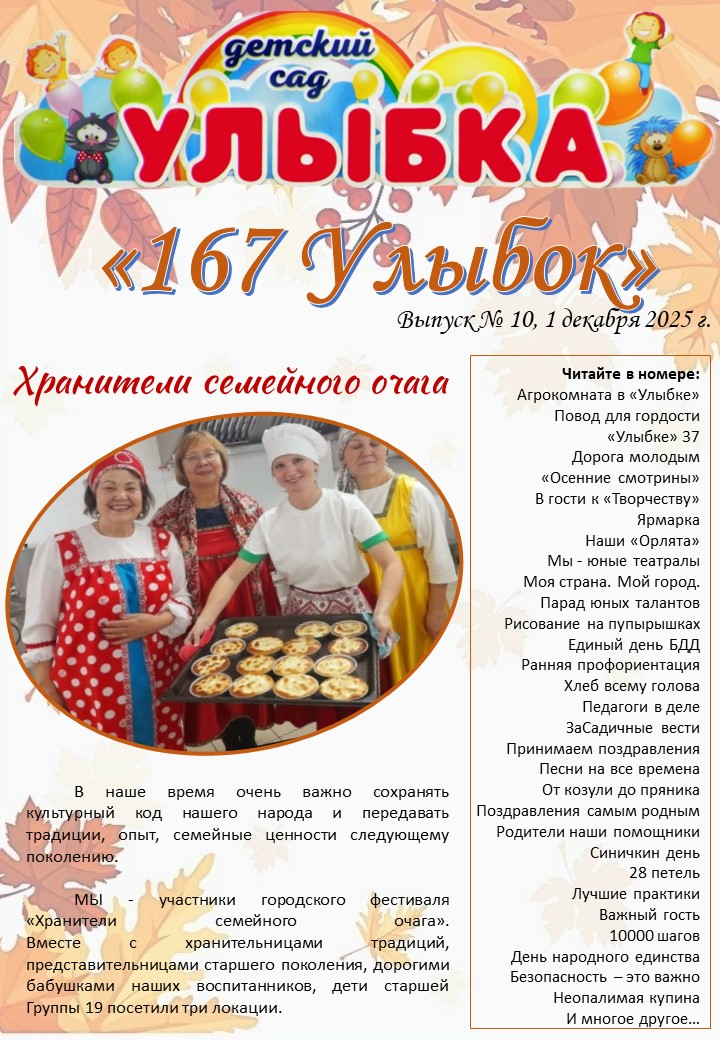 детский
сад
УЛЫБКА
«167 Улыбок»
Выпуск № 10, 1 декабря 2025 г.
Хранители семейного очага
В наше время очень важно сохранять
культурный код нашего народа и передавать
традиции, опыт, семейные ценности следующему
поколению.
МЫ - участники городского фестиваля
«Хранители семейного очага».
Вместе с хранительницами традиций,
представительницами старшего поколения, дорогими
бабушками наших воспитанников, дети старшей
Группы 19 посетили три локации.
Читайте в номере:
Агрокомната в «Улыбке»
Повод для гордости
«Улыбке» 37
Дорога молодым
«Осенние смотрины»
В гости к «Творчеству»
Ярмарка
Наши «Орлята»
Мы - юные театралы
Моя страна. Мой город.
Парад юных талантов
Рисование на пупырышках
Единый день БДД
Ранняя профориентация
Хлеб всему голова
Педагоги в деле
ЗаСадичные вести
Принимаем поздравления
Песни на все времена
От козули до пряника
Поздравления самым родным
Родители наши помощники
Синичкин день
28 петель
Лучшие практики
Важный гость
10000 шагов
День народного единства
Безопасность – это важно
Неопалимая купина
И многое другое…